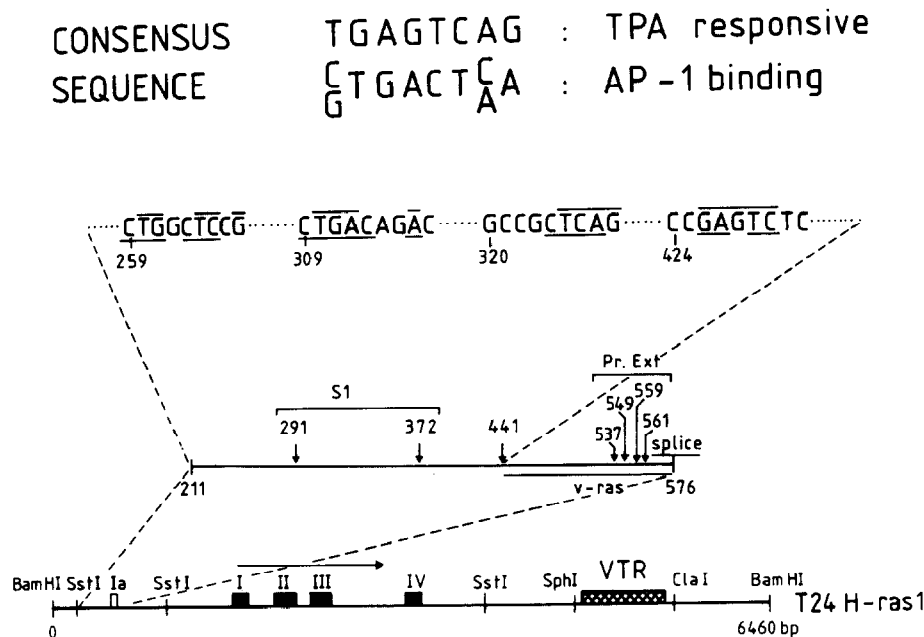 CONSENSUS TGAGTCAG : TPA responsive
SEQUENCE C/G TGACT C/A A : AP-1 binding
......CTGGCTCCG......CTGACAGAC......GCCGCTCAG......CCGAGTCTC......
259 309 320 424
Pr. Ext
S1
559
549
291 372 441 537 561
splice
211 v-ras 576
BamHI SstI Ia SstI I II III IV SstI SphI VTR ClaI BamHI
T24 H-ras1
0 6460 bp